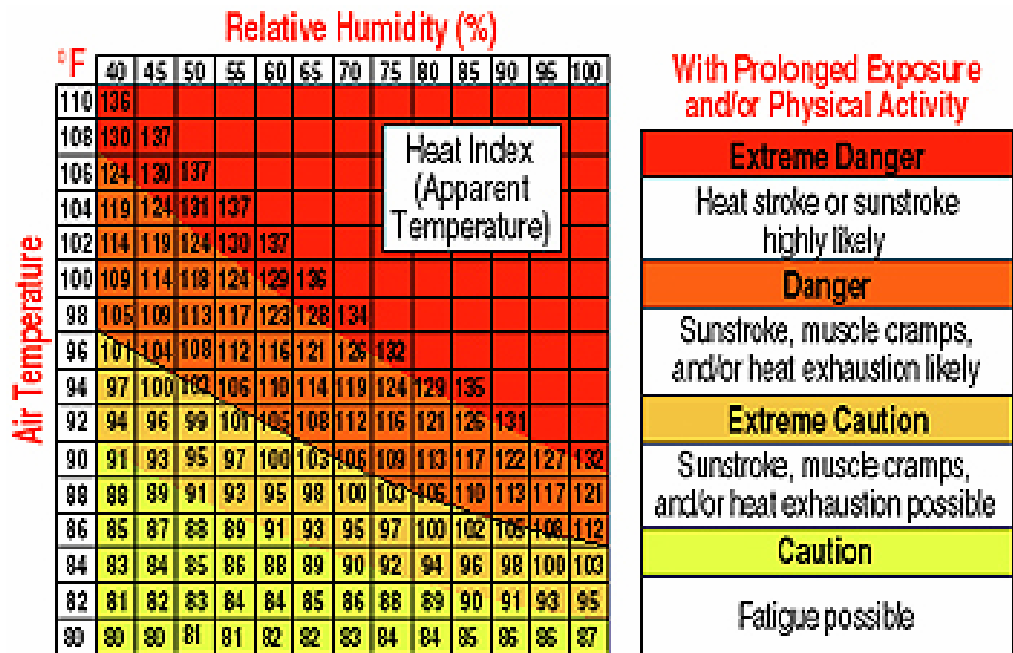 Relative Humidity (%)
°F 40 45 50 55 60 65 70 75 80 85 90 95 100
110 136
108 130 137
106 124 130 137
104 119 124 131 137
102 114 119 124 130 137
100 109 114 118 124 129 136
98 105 109 113 117 123 128 134
96 101 104 108 112 116 121 126 132
94 97 100 102 106 110 114 119 124 129 135
92 94 96 99 101 105 108 112 116 121 126 131
90 91 93 95 97 100 103 106 109 113 117 122 127 132
88 88 89 91 93 95 98 100 103 106 110 113 117 121
86 85 87 88 89 91 93 95 97 100 102 105 108 112
84 83 84 85 86 88 89 90 92 94 96 98 100 103
82 81 82 83 84 84 85 86 88 89 90 91 93 95
80 80 80 81 81 82 82 83 84 84 85 86 86 87
Air Temperature
Heat Index
(Apparent
Temperature)
With Prolonged Exposure
and/or Physical Activity
Extreme Danger
Heat stroke or sunstroke
highly likely
Danger
Sunstroke, muscle cramps,
and/or heat exhaustion likely
Extreme Caution
Sunstroke, muscle cramps,
and/or heat exhaustion possible
Caution
Fatigue possible